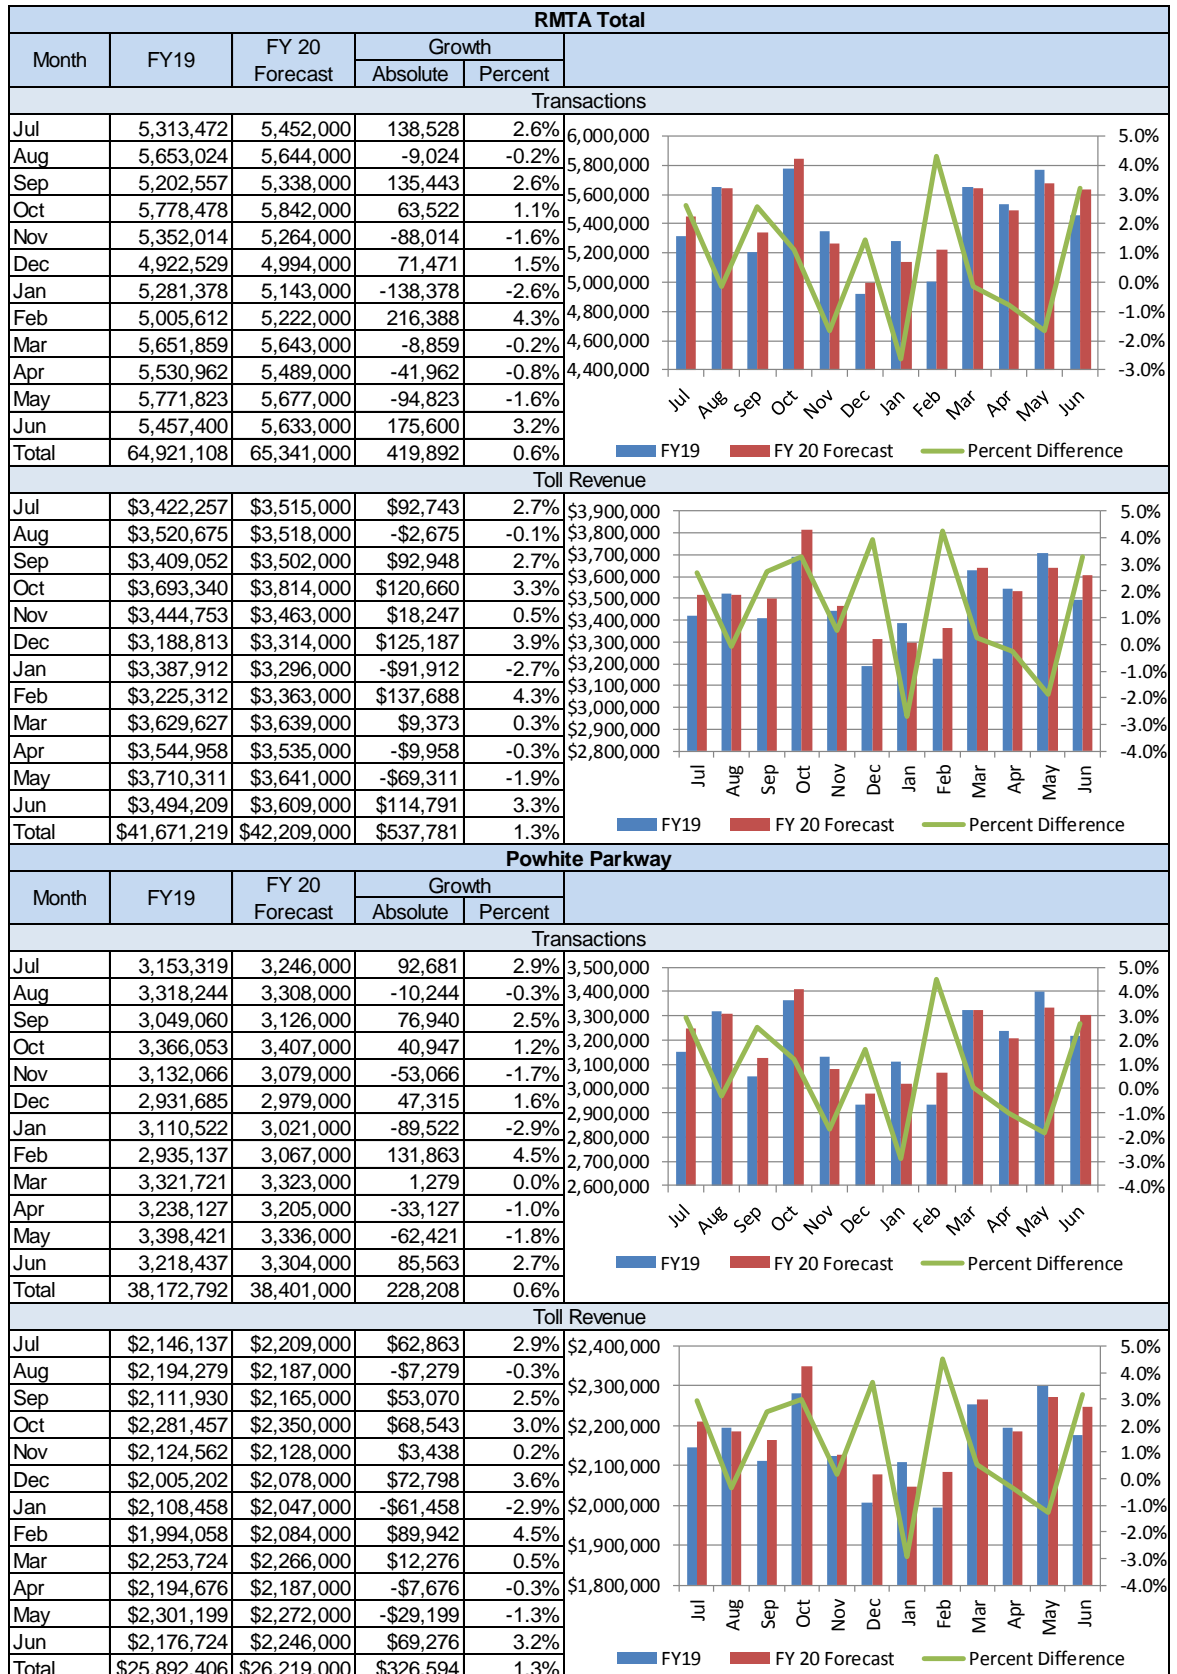 RMTA Total
Month FY19 FY 20 Forecast Growth
Absolute Percent
Transactions
Jul 5,313,472 5,452,000 138,528 2.6%
Aug 5,653,024 5,644,000 -9,024 -0.2%
Sep 5,202,557 5,338,000 135,443 2.6%
Oct 5,778,478 5,842,000 63,522 1.1%
Nov 5,352,014 5,264,000 -88,014 -1.6%
Dec 4,922,529 4,994,000 71,471 1.5%
Jan 5,281,378 5,143,000 -138,378 -2.6%
Feb 5,005,612 5,222,000 216,388 4.3%
Mar 5,651,859 5,643,000 -8,859 -0.2%
Apr 5,530,962 5,489,000 -41,962 -0.8%
May 5,771,823 5,677,000 -94,823 -1.6%
Jun 5,457,400 5,633,000 175,600 3.2%
Total 64,921,108 65,341,000 419,892 0.6%
6,000,000 5.0%
5,800,000 4.0%
5,600,000 3.0%
5,400,000 2.0%
5,200,000 1.0%
5,000,000 0.0%
4,800,000 -1.0%
4,600,000 -2.0%
4,400,000 -3.0%
Jul Aug Sep Oct Nov Dec Jan Feb Mar Apr May Jun
FY19 FY 20 Forecast Percent Difference
Toll Revenue
Jul $3,422,257 $3,515,000 $92,743 2.7%
Aug $3,520,675 $3,518,000 -$2,675 -0.1%
Sep $3,409,052 $3,502,000 $92,948 2.7%
Oct $3,693,340 $3,814,000 $120,660 3.3%
Nov $3,444,753 $3,463,000 $18,247 0.5%
Dec $3,188,813 $3,314,000 $125,187 3.9%
Jan $3,387,912 $3,296,000 -$91,912 -2.7%
Feb $3,225,312 $3,363,000 $137,688 4.3%
Mar $3,629,627 $3,639,000 $9,373 0.3%
Apr $3,544,958 $3,535,000 -$9,958 -0.3%
May $3,710,311 $3,641,000 -$69,311 -1.9%
Jun $3,494,209 $3,609,000 $114,791 3.3%
Total $41,671,219 $42,209,000 $537,781 1.3%
$3,900,000 5.0%
$3,800,000 4.0%
$3,700,000 3.0%
$3,600,000 2.0%
$3,500,000 1.0%
$3,400,000 0.0%
$3,300,000 -1.0%
$3,200,000 -2.0%
$3,100,000 -3.0%
$3,000,000 -4.0%
$2,900,000
$2,800,000
Jul Aug Sep Oct Nov Dec Jan Feb Mar Apr May Jun
FY19 FY 20 Forecast Percent Difference
Powhite Parkway
Month FY19 FY 20 Forecast Growth
Absolute Percent
Transactions
Jul 3,153,319 3,246,000 92,681 2.9%
Aug 3,318,244 3,308,000 -10,244 -0.3%
Sep 3,049,060 3,126,000 76,940 2.5%
Oct 3,366,053 3,407,000 40,947 1.2%
Nov 3,132,066 3,079,000 -53,066 -1.7%
Dec 2,931,685 2,979,000 47,315 1.6%
Jan 3,110,522 3,021,000 -89,522 -2.9%
Feb 2,935,137 3,067,000 131,863 4.5%
Mar 3,321,721 3,323,000 1,279 0.0%
Apr 3,238,127 3,205,000 -33,127 -1.0%
May 3,398,421 3,336,000 -62,421 -1.8%
Jun 3,218,437 3,304,000 85,563 2.7%
Total 38,172,792 38,401,000 228,208 0.6%
3,500,000 5.0%
3,400,000 4.0%
3,300,000 3.0%
3,200,000 2.0%
3,100,000 1.0%
3,000,000 0.0%
2,900,000 -1.0%
2,800,000 -2.0%
2,700,000 -3.0%
2,600,000 -4.0%
Jul Aug Sep Oct Nov Dec Jan Feb Mar Apr May Jun
FY19 FY 20 Forecast Percent Difference
Toll Revenue
Jul $2,146,137 $2,209,000 $62,863 2.9%
Aug $2,194,279 $2,187,000 -$7,279 -0.3%
Sep $2,111,930 $2,165,000 $53,070 2.5%
Oct $2,281,457 $2,350,000 $68,543 3.0%
Nov $2,124,562 $2,128,000 $3,438 0.2%
Dec $2,005,202 $2,078,000 $72,798 3.6%
Jan $2,108,458 $2,047,000 -$61,458 -2.9%
Feb $1,994,058 $2,084,000 $89,942 4.5%
Mar $2,253,724 $2,266,000 $12,276 0.5%
Apr $2,194,676 $2,187,000 -$7,676 -0.3%
May $2,301,199 $2,272,000 -$29,199 -1.3%
Jun $2,176,724 $2,246,000 $69,276 3.2%
Total $25,892,406 $26,219,000 $326,594 1.3%
$2,400,000 5.0%
4.0%
$2,300,000 3.0%
$2,200,000 2.0%
1.0%
$2,100,000 0.0%
$2,000,000 -1.0%
-2.0%
$1,900,000 -3.0%
$1,800,000 -4.0%
Jul Aug Sep Oct Nov Dec Jan Feb Mar Apr May Jun
FY19 FY 20 Forecast Percent Difference